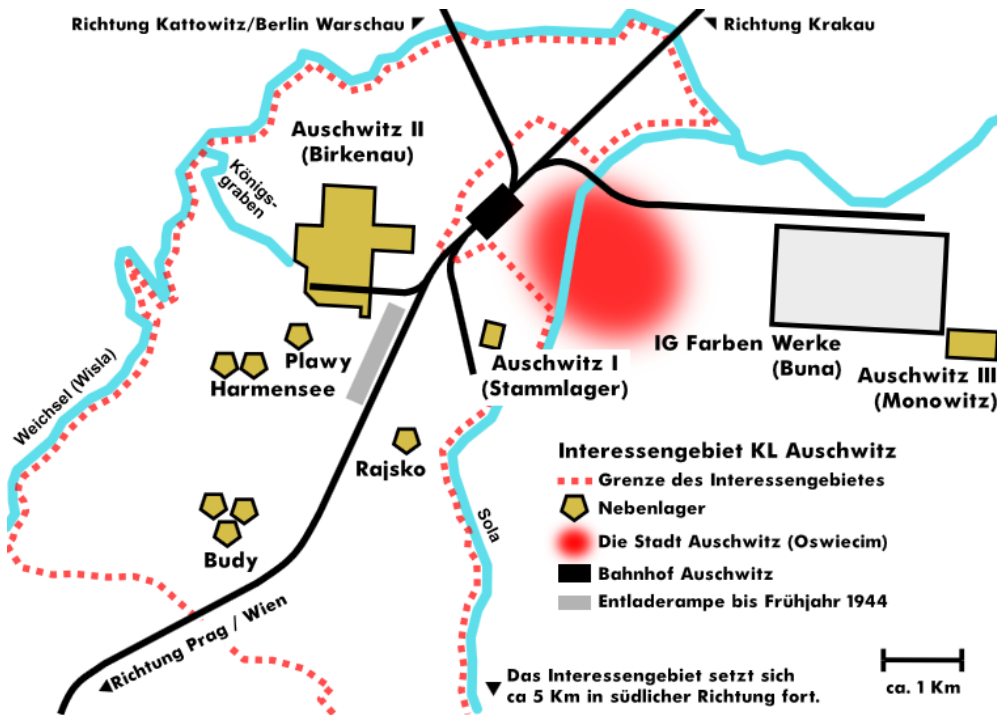 Richtung Kattowitz/Berlin Warschau
Richtung Krakau
Auschwitz II
(Birkenau)
Königs-
graben
Plawy
Harmensee
Weichsel (Wisla)
Auschwitz I
(Stammlager)
IG Farben Werke
(Buna)
Auschwitz III
(Monowitz)
Rajsko
Budy
Sola
Richtung Prag / Wien
Interessengebiet KL Auschwitz
Grenze des Interessengebietes
Nebenlager
Die Stadt Auschwitz (Oswiecim)
Bahnhof Auschwitz
Entladerampe bis Frühjahr 1944
Das Interessengebiet setzt sich
ca 5 Km in südlicher Richtung fort.
ca. 1 Km